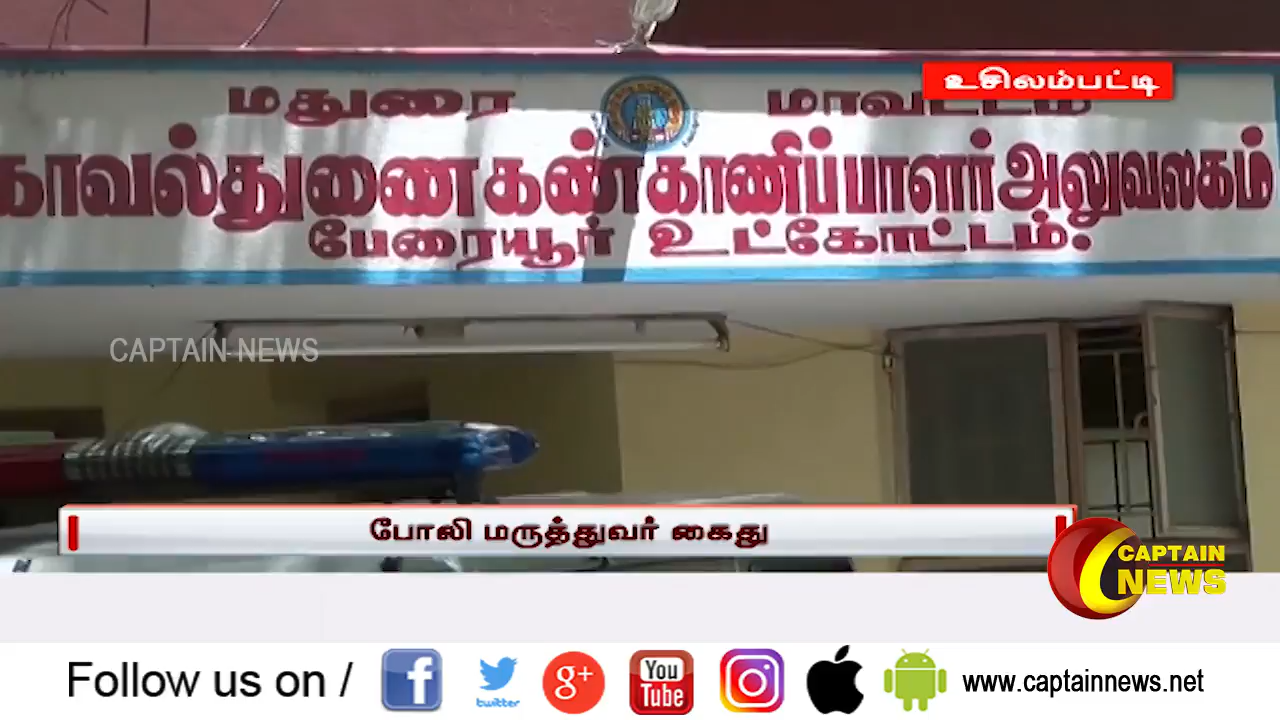 உசிலம்பட்டி
மதுரை மாவட்டம்
காவல்துணைகண்காணிப்பாளர் அலுவலகம்
பேரையூர் உட்கோட்டம்.
CAPTAIN NEWS
போலி மருத்துவர் கைது
CAPTAIN
NEWS
Follow us on / f twitter g+ You Tube www.captainnews.net